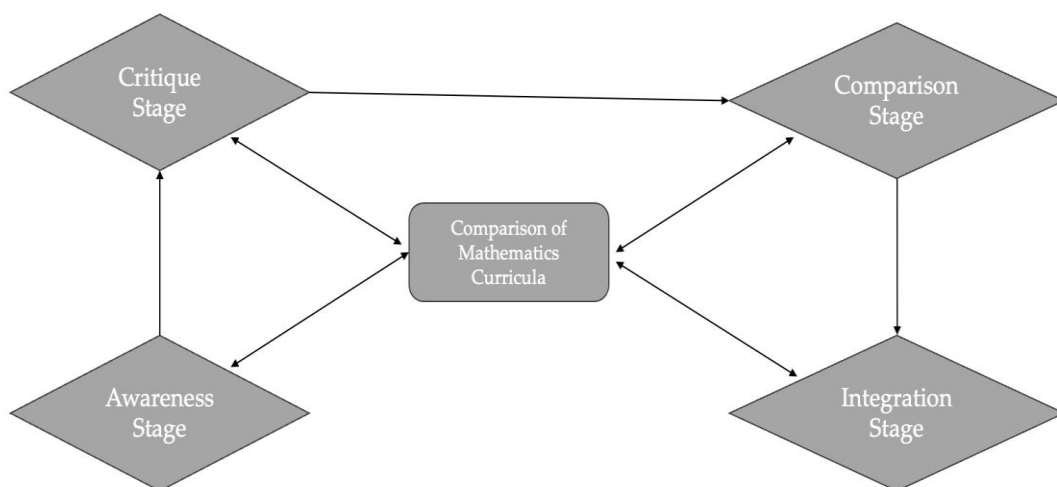 Critique
Stage
Comparison
Stage
Comparison of
Mathematics
Curricula
Awareness
Stage
Integration
Stage